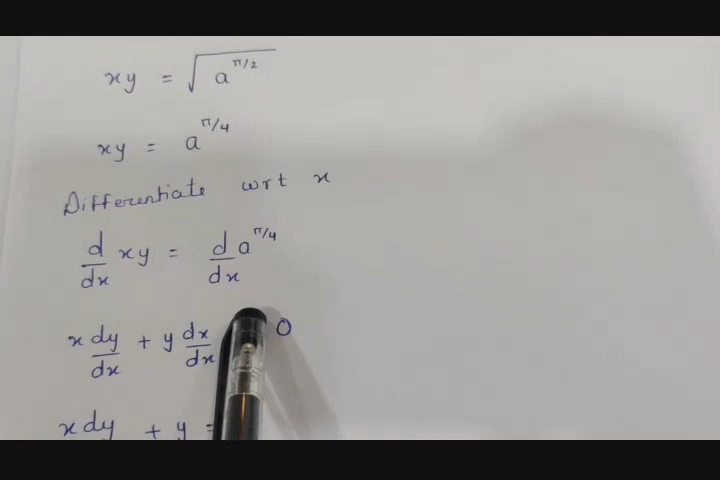 xy = √a^π/2
xy = a^π/4
Differentiate wrt x
d/dx xy = d/dx a^π/4
x dy/dx + y dx/dx 0
x dy + y =